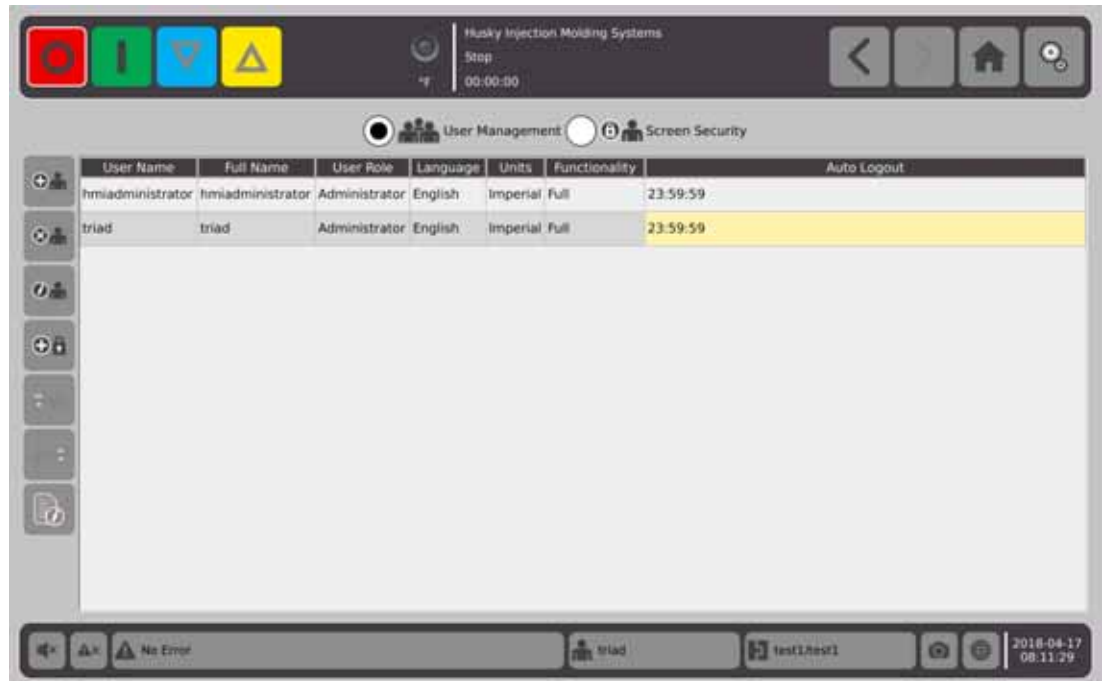 Husky Injection Molding Systems
Stop
°F 00:00:00
User Management Screen Security
User Name Full Name User Role Language Units Functionality Auto Logout
hmiadministrator hmiadministrator Administrator English Imperial Full 23:59:59
triad triad Administrator English Imperial Full 23:59:59
No Error triad test1/test1 2018-04-17
08:11:29